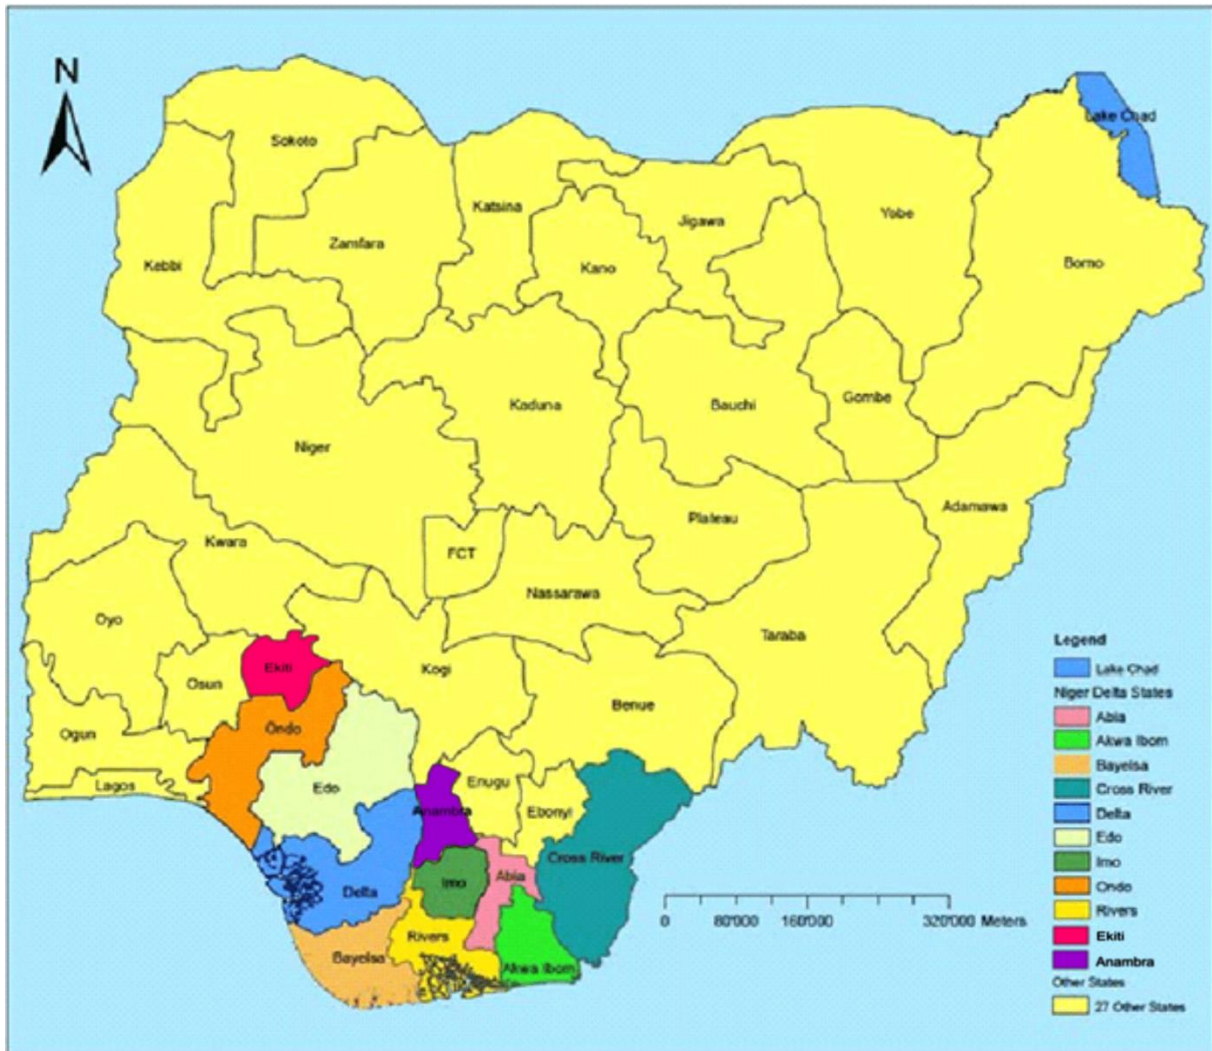 N
Lake Chad
Sokoto
Katsina
Jigawa
Yobe
Zamfara
Kebbi
Kano
Borno
Kaduna
Bauchi
Gombe
Niger
Adamawa
Plateau
Kwara
FCT
Nassarawa
Oyo
Taraba
Ekiti
Kogi
Osun
Benue
Ogun
Ondo
Lagos
Edo
Enugu
Anambra
Ebonyi
Cross River
Imo
Abia
Delta
Rivers
Bayelsa
Akwa Ibom
0 80'000 160'000 320'000 Meters
Legend
Lake Chad
Niger Delta States
Abia
Akwa Ibom
Bayelsa
Cross River
Delta
Edo
Imo
Ondo
Rivers
Ekiti
Anambra
Other States
27 Other States